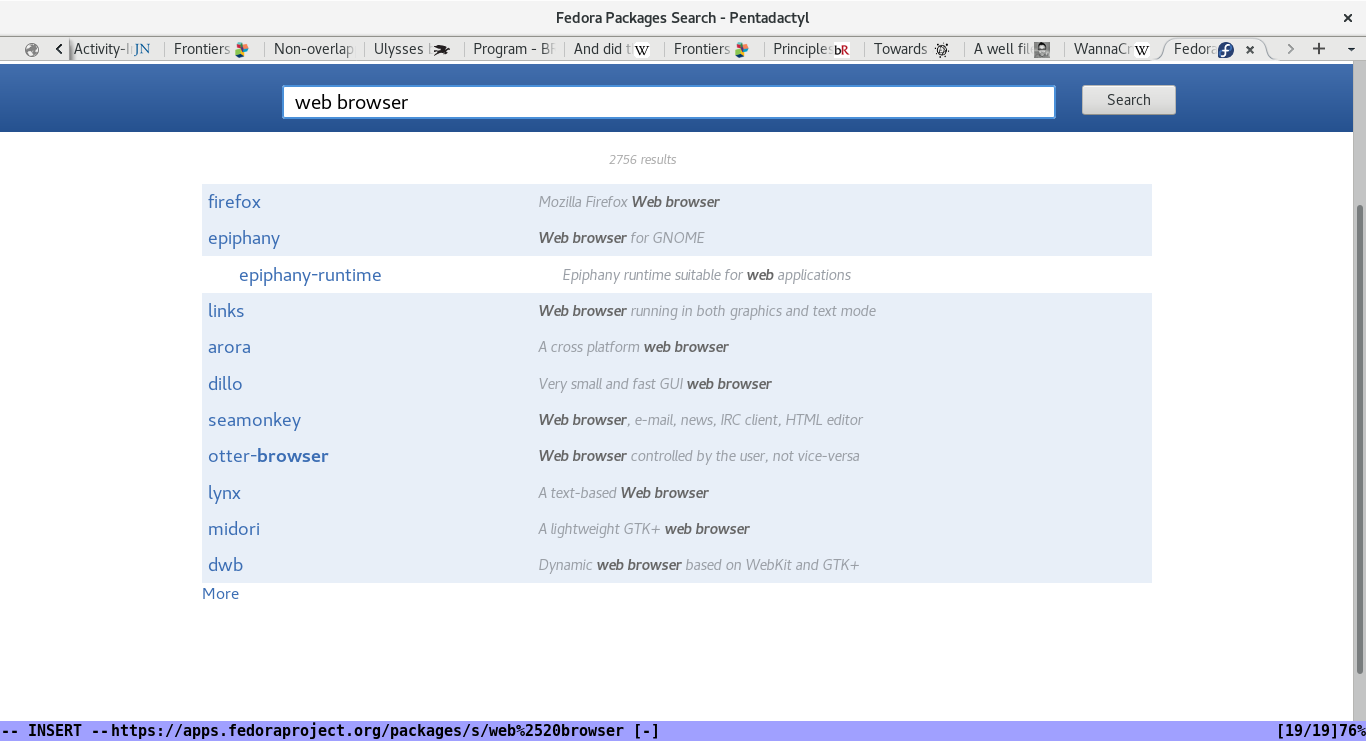 Fedora Packages Search - Pentadactyl
Activity-I JN Frontiers Non-overlap Ulysses Program - BF And did t W Frontiers Principles bR Towards A well fil WannaCr W Fedora
web browser Search
2756 results
firefox Mozilla Firefox Web browser
epiphany Web browser for GNOME
epiphany-runtime Epiphany runtime suitable for web applications
links Web browser running in both graphics and text mode
arora A cross platform web browser
dillo Very small and fast GUI web browser
seamonkey Web browser, e-mail, news, IRC client, HTML editor
otter-browser Web browser controlled by the user, not vice-versa
lynx A text-based Web browser
midori A lightweight GTK+ web browser
dwb Dynamic web browser based on WebKit and GTK+
More
-- INSERT -- https://apps.fedoraproject.org/packages/s/web%2520browser [-] [19/19]76%